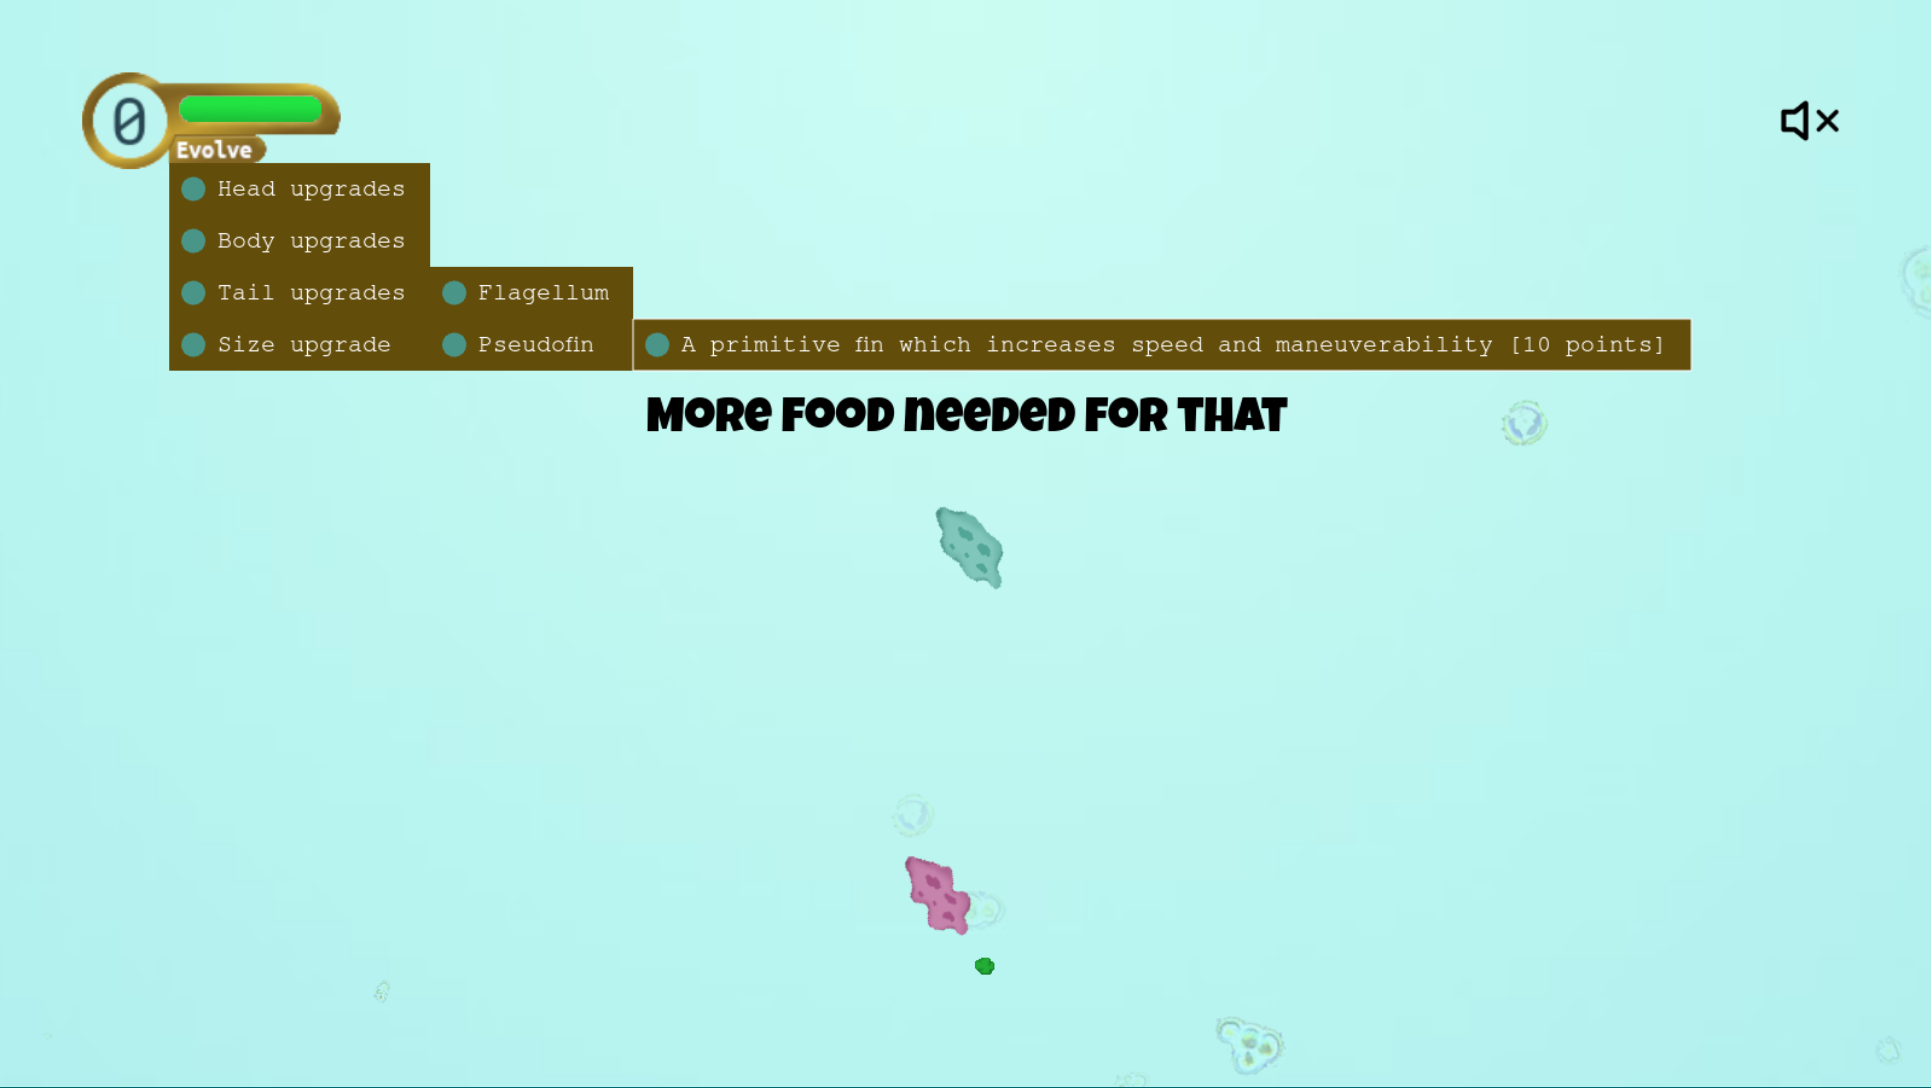 0
Evolve
Head upgrades
Body upgrades
Tail upgrades
Flagellum
Size upgrade
Pseudofin
A primitive fin which increases speed and maneuverability [10 points]
More food needed for that